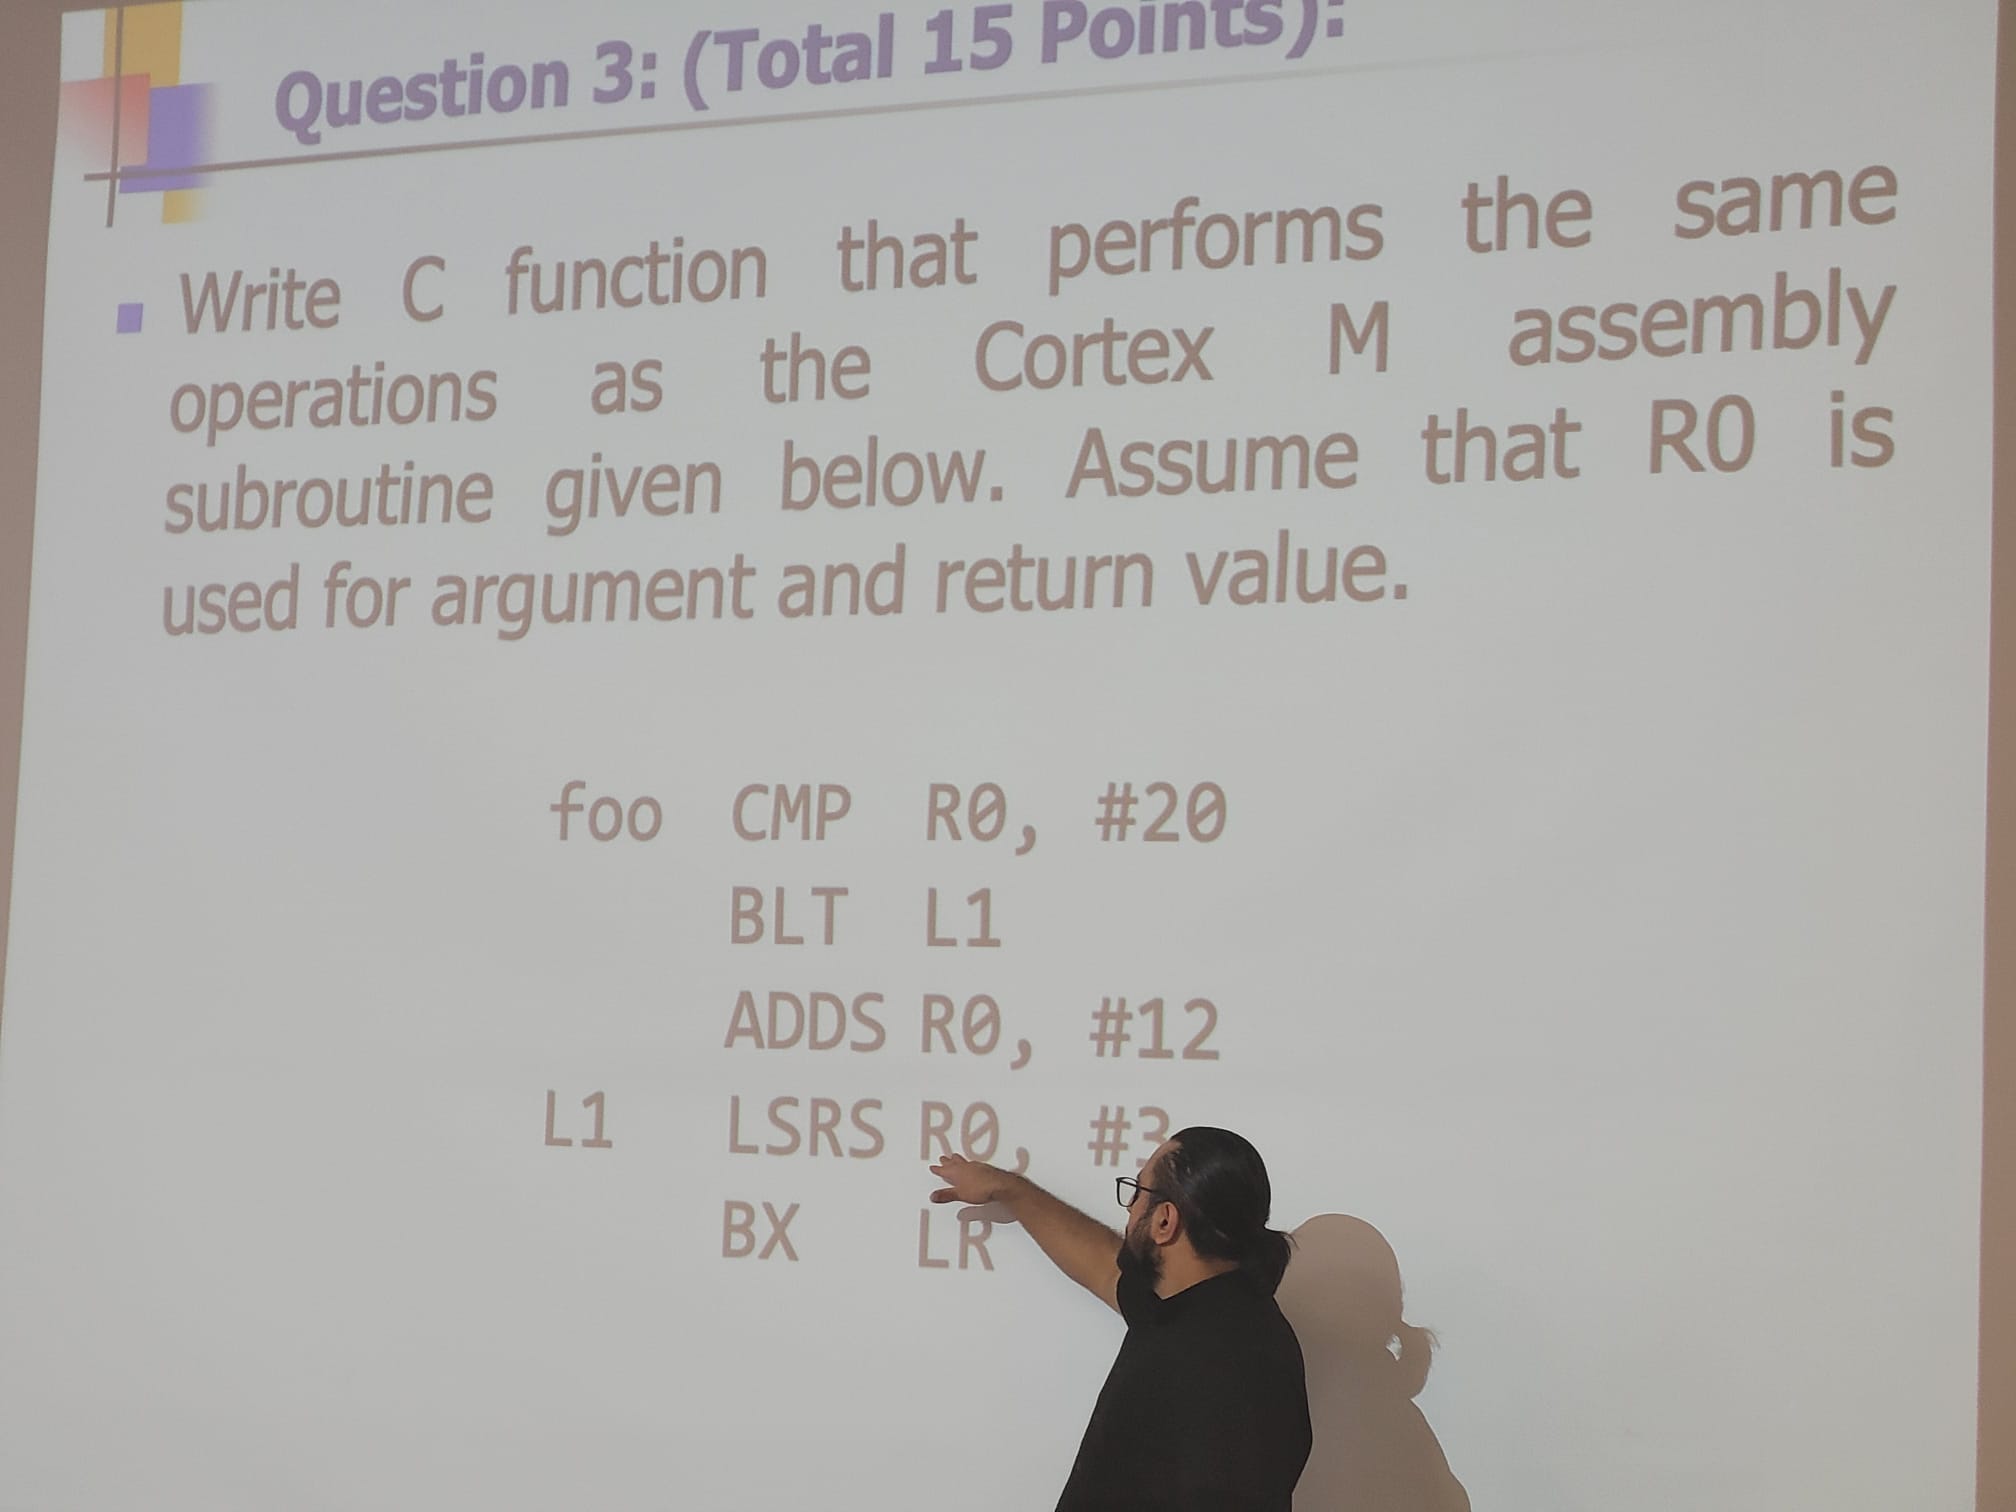 Question 3: (Total 15 Points):
Write C function that performs the same
operations as the Cortex M assembly
subroutine given below. Assume that R0 is
used for argument and return value.
foo CMP R0, #20
BLT L1
ADDS R0, #12
L1 LSRS R0, #3
BX LR